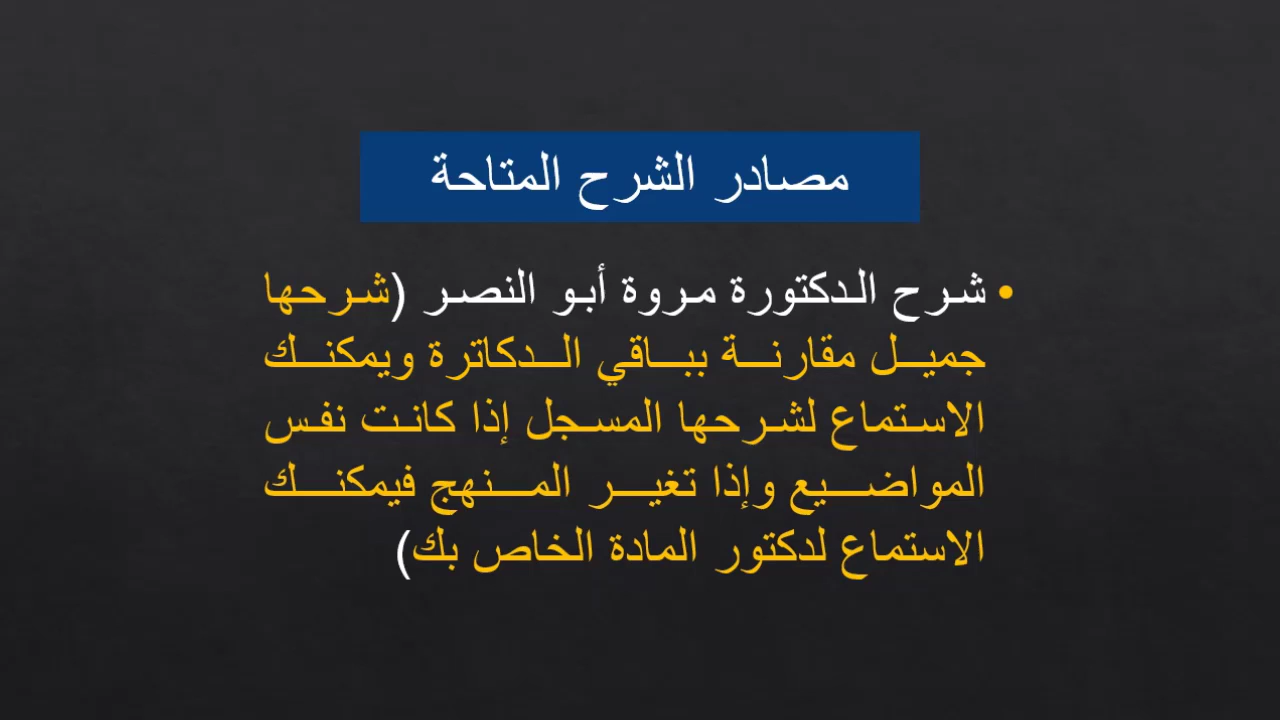 مصادر الشرح المتاحة
• شرح الدكتورة مروة أبو النصر (شرحها
جميل مقارنة بباقي الدكاترة ويمكنك
الاستماع لشرحها المسجل إذا كانت نفس
المواضيع وإذا تغير المنهج فيمكنك
الاستماع لدكتور المادة الخاص بك)